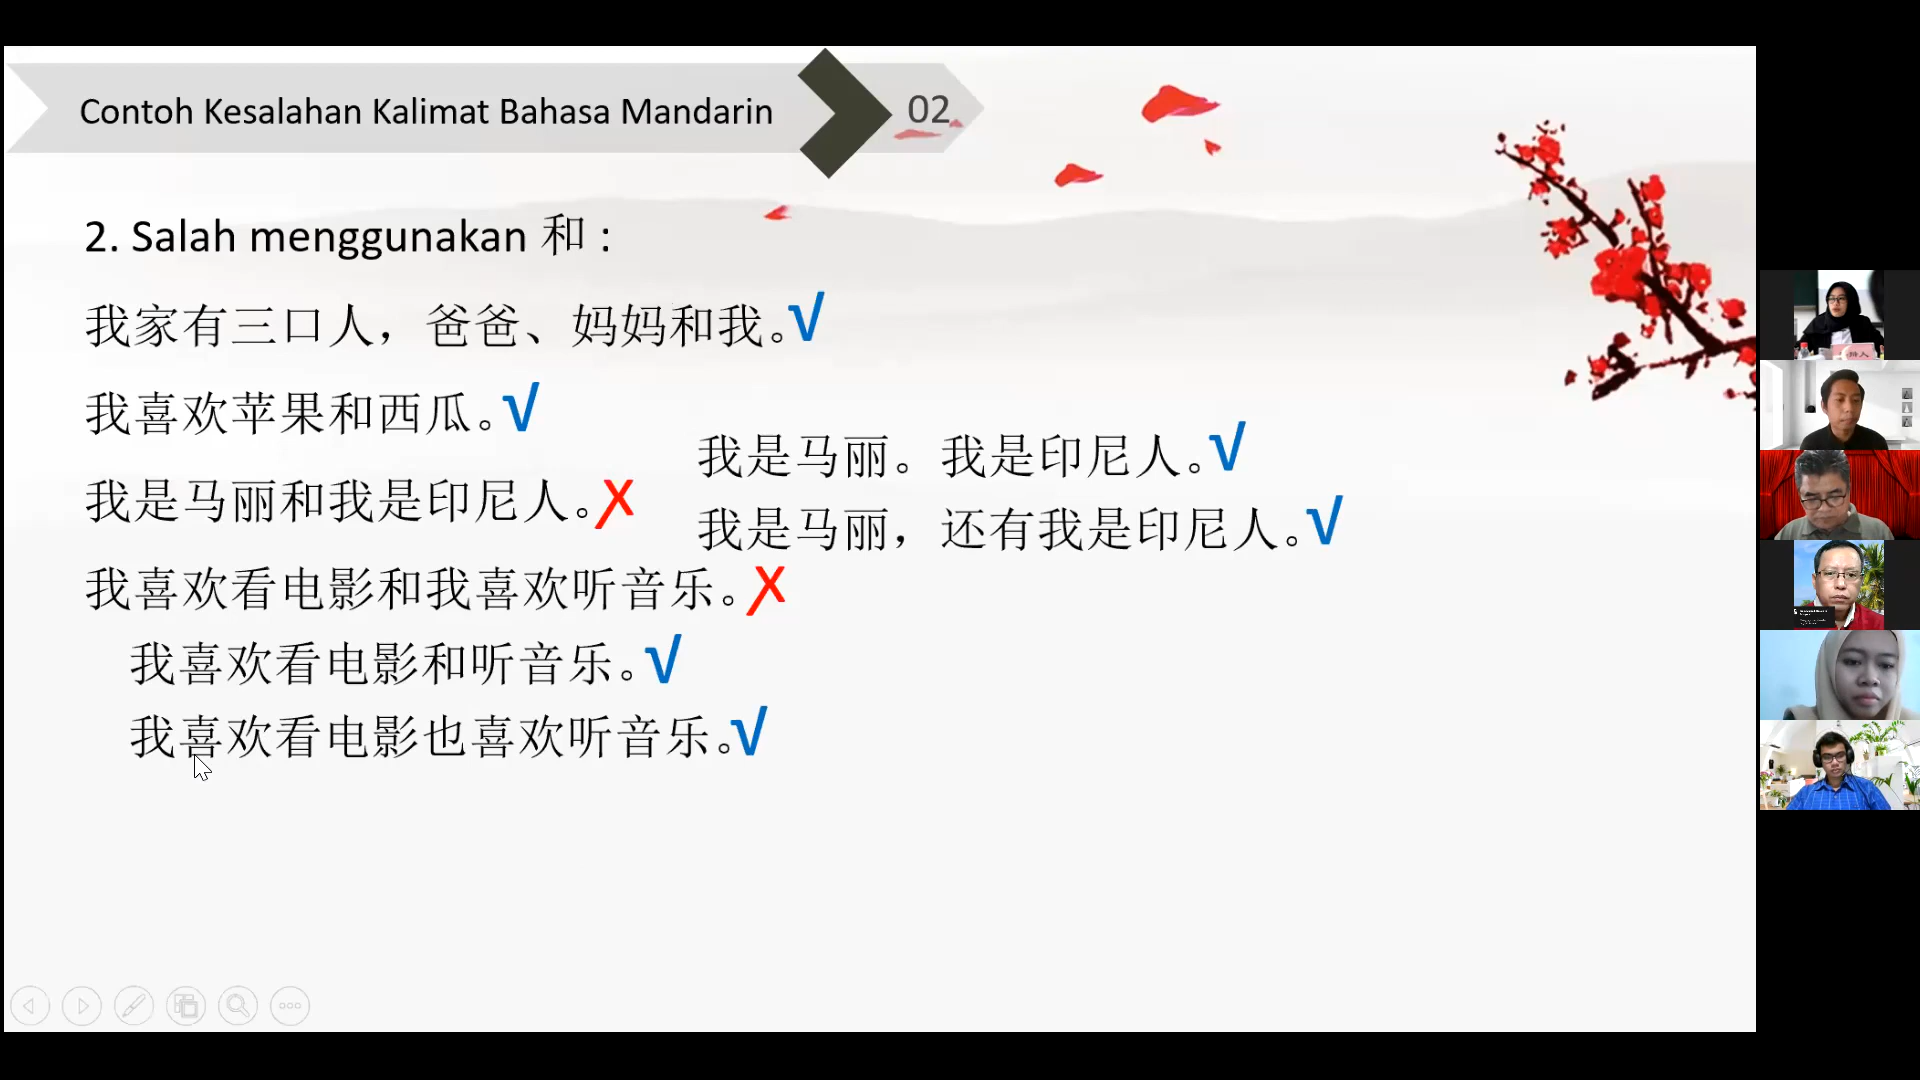 Contoh Kesalahan Kalimat Bahasa Mandarin
02
2. Salah menggunakan 和 :
我家有三口人，爸爸、妈妈和我。√
我喜欢苹果和西瓜。√
我是马丽和我是印尼人。X
我是马丽。我是印尼人。√
我是马丽，还有我是印尼人。√
我喜欢看电影和我喜欢听音乐。X
我喜欢看电影和听音乐。√
我喜欢看电影也喜欢听音乐。√